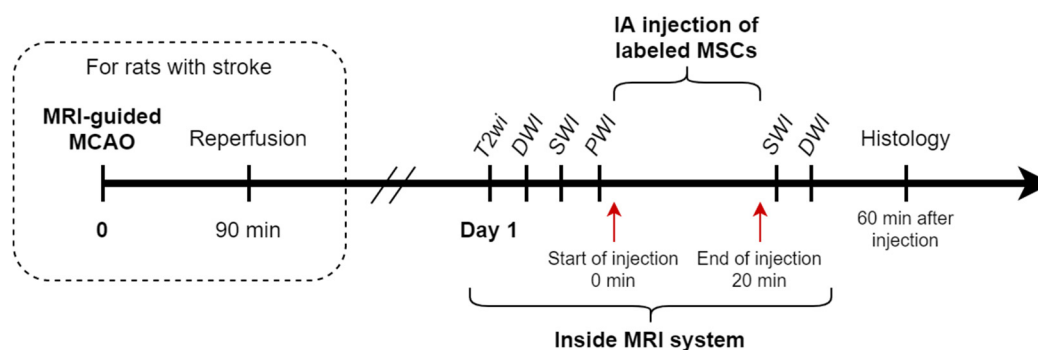 IA injection of
labeled MSCs
For rats with stroke
MRI-guided
MCAO
Reperfusion
T2wi
DWI
SWI
PWI
SWI
DWI
Histology
0
90 min
Day 1
Start of injection
0 min
End of injection
20 min
60 min after
injection
Inside MRI system